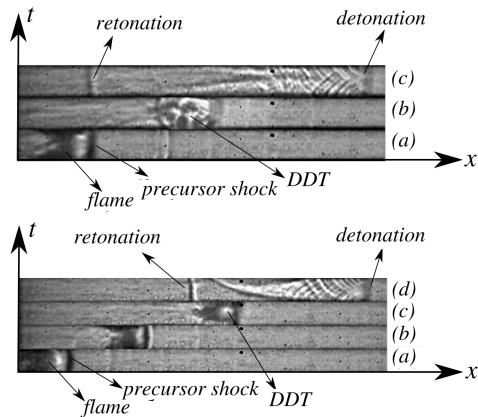 t
detonation
retonation
(c)
(b)
(a)
x
flame
precursor shock
DDT
t
retonation
detonation
(d)
(c)
(b)
(a)
x
precursor shock
flame
DDT